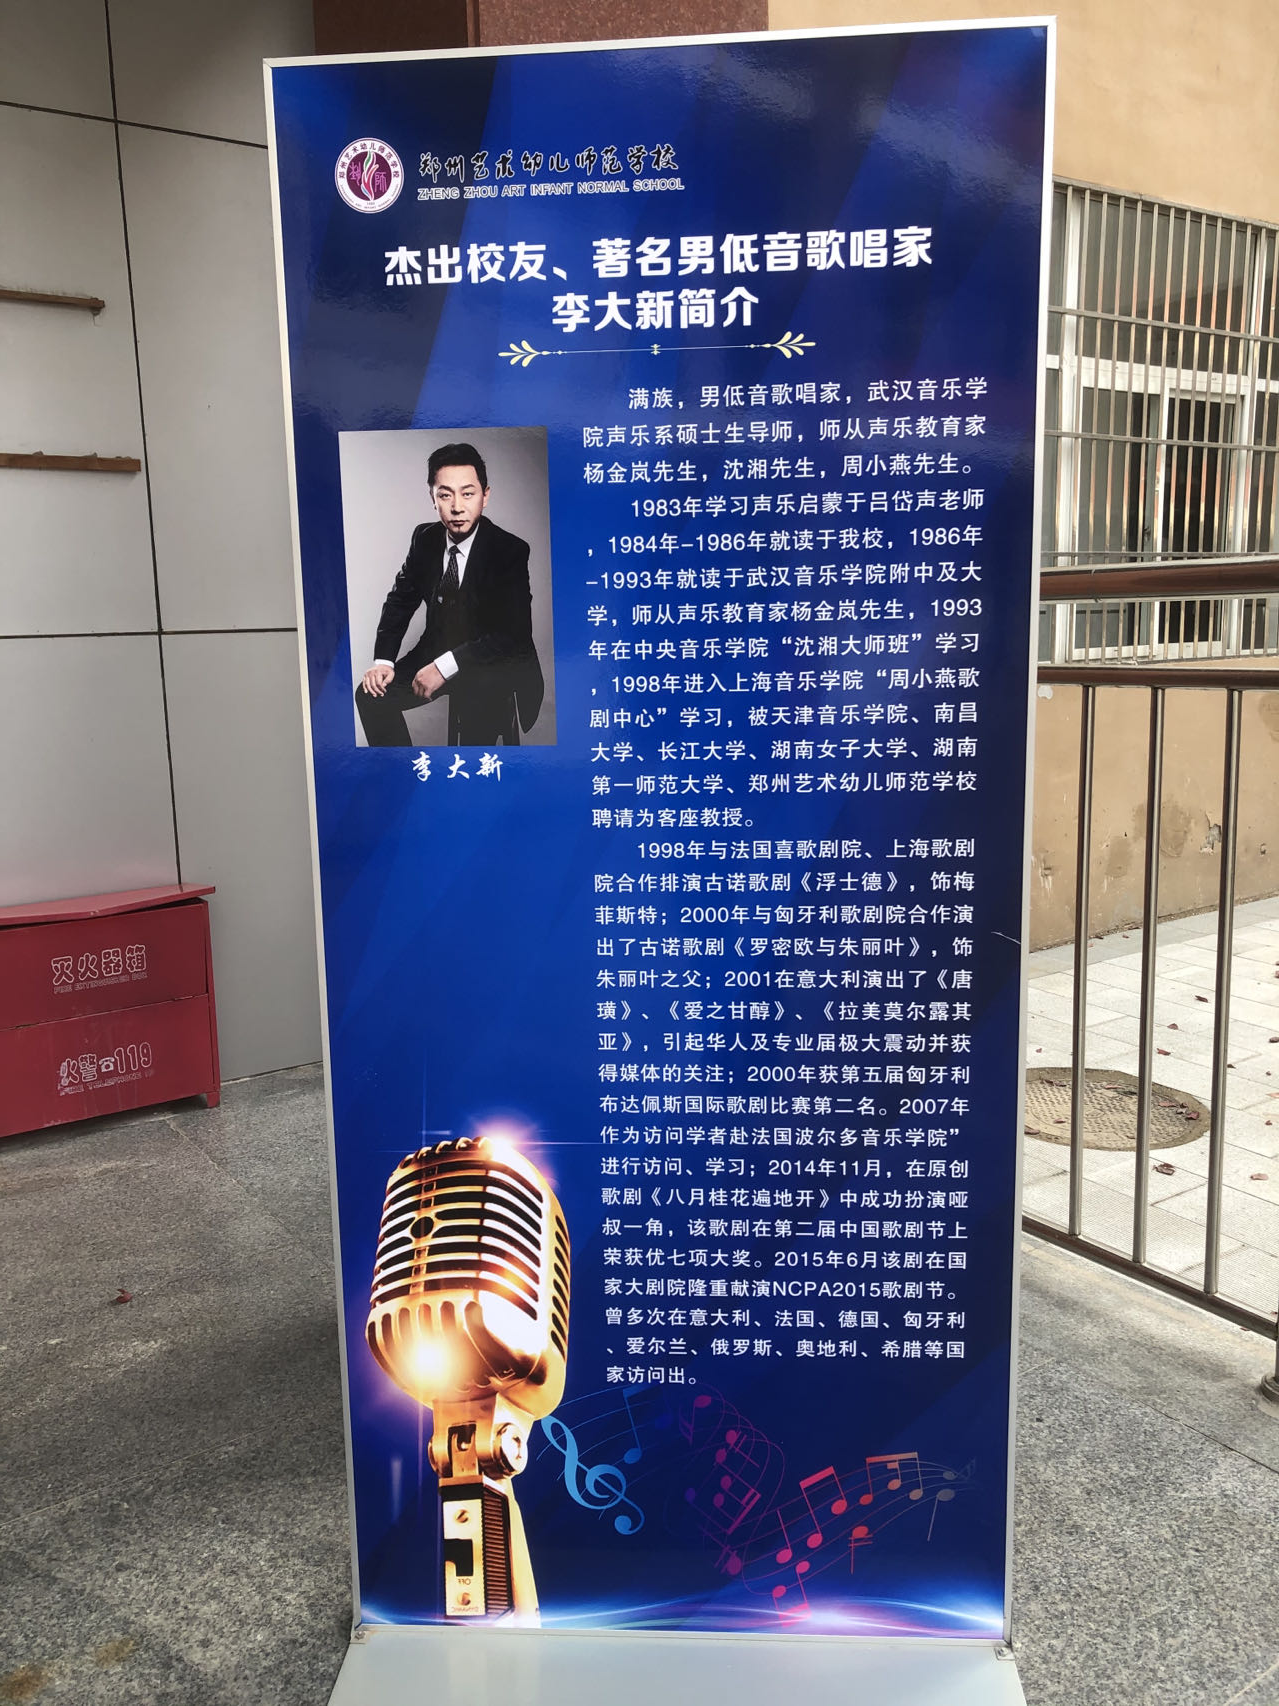 郑州艺术幼儿师范学校
ZHENG ZHOU ART INFANT NORMAL SCHOOL
杰出校友、著名男低音歌唱家
李大新简介
满族，男低音歌唱家，武汉音乐学
院声乐系硕士生导师，师从声乐教育家
杨金岚先生，沈湘先生，周小燕先生。
1983年学习声乐启蒙于吕岱声老师
，1984年-1986年就读于我校，1986年
-1993年就读于武汉音乐学院附中及大
学，师从声乐教育家杨金岚先生，1993
年在中央音乐学院“沈湘大师班”学习
，1998年进入上海音乐学院“周小燕歌
剧中心”学习，被天津音乐学院、南昌
大学、长江大学、湖南女子大学、湖南
第一师范大学、郑州艺术幼儿师范学校
聘请为客座教授。
1998年与法国喜歌剧院、上海歌剧
院合作排演古诺歌剧《浮士德》，饰梅
菲斯特；2000年与匈牙利歌剧院合作演
出了古诺歌剧《罗密欧与朱丽叶》，饰
朱丽叶之父；2001在意大利演出了《唐
璜》、《爱之甘醇》、《拉美莫尔露其
亚》，引起华人及专业届极大震动并获
得媒体的关注；2000年获第五届匈牙利
布达佩斯国际歌剧比赛第二名。2007年
作为访问学者赴法国波尔多音乐学院”
进行访问、学习；2014年11月，在原创
歌剧《八月桂花遍地开》中成功扮演哑
叔一角，该歌剧在第二届中国歌剧节上
荣获优七项大奖。2015年6月该剧在国
家大剧院隆重献演NCPA2015歌剧节。
曾多次在意大利、法国、德国、匈牙利
、爱尔兰、俄罗斯、奥地利、希腊等国
家访问出。
李大新
灭火器箱
FIRE EXTINGUISHER BOX
火警☎119
FIRE TELEPHONE
OFF